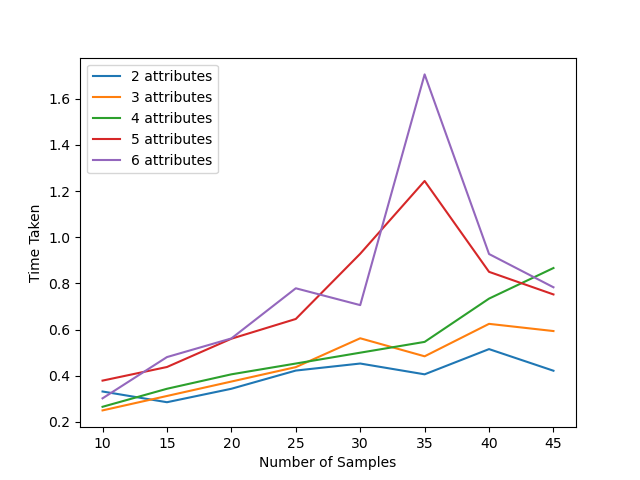 2 attributes
3 attributes
4 attributes
5 attributes
6 attributes
1.6
1.4
1.2
1.0
0.8
0.6
0.4
0.2
Time Taken
10 15 20 25 30 35 40 45
Number of Samples